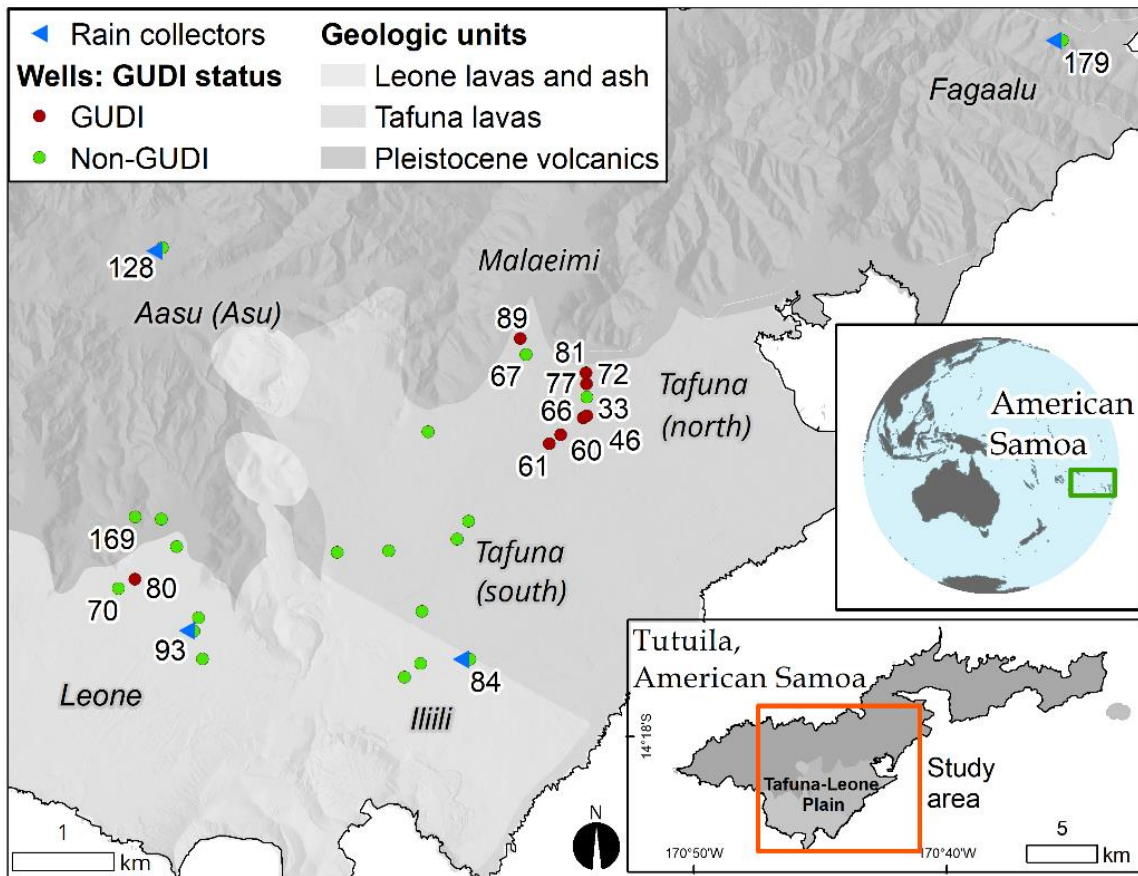 Rain collectors
Wells: GUDI status
GUDI
Non-GUDI
Geologic units
Leone lavas and ash
Tafuna lavas
Pleistocene volcanics
179
Fagaalu
128
Aasu (Asu)
Malaeimi
89
67
81
72
77
66
33
46
60
61
Tafuna
(north)
American
Samoa
169
80
70
93
Leone
Tafuna
(south)
84
Iliili
1
km
N
Tutuila,
American Samoa
14°18'S
Tafuna-Leone
Plain
Study
area
5
km
170°50'W
170°40'W